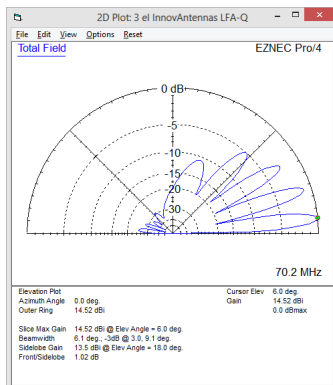 2D Plot: 3 el InnovAntennas LFA-Q
File Edit View Options Reset
Total Field EZNEC Pro/4
0 dB
-5
-10
-15
-20
-30
70.2 MHz
Elevation Plot Cursor Elev 6.0 deg.
Azimuth Angle 0.0 deg. Gain 14.52 dBi
Outer Ring 14.52 dBi 0.0 dBmax
Slice Max Gain 14.52 dBi @ Elev Angle = 6.0 deg.
Beamwidth 6.1 deg.; -3dB @ 3.0, 9.1 deg.
Sidelobe Gain 13.5 dBi @ Elev Angle = 18.0 deg.
Front/Sidelobe 1.02 dB